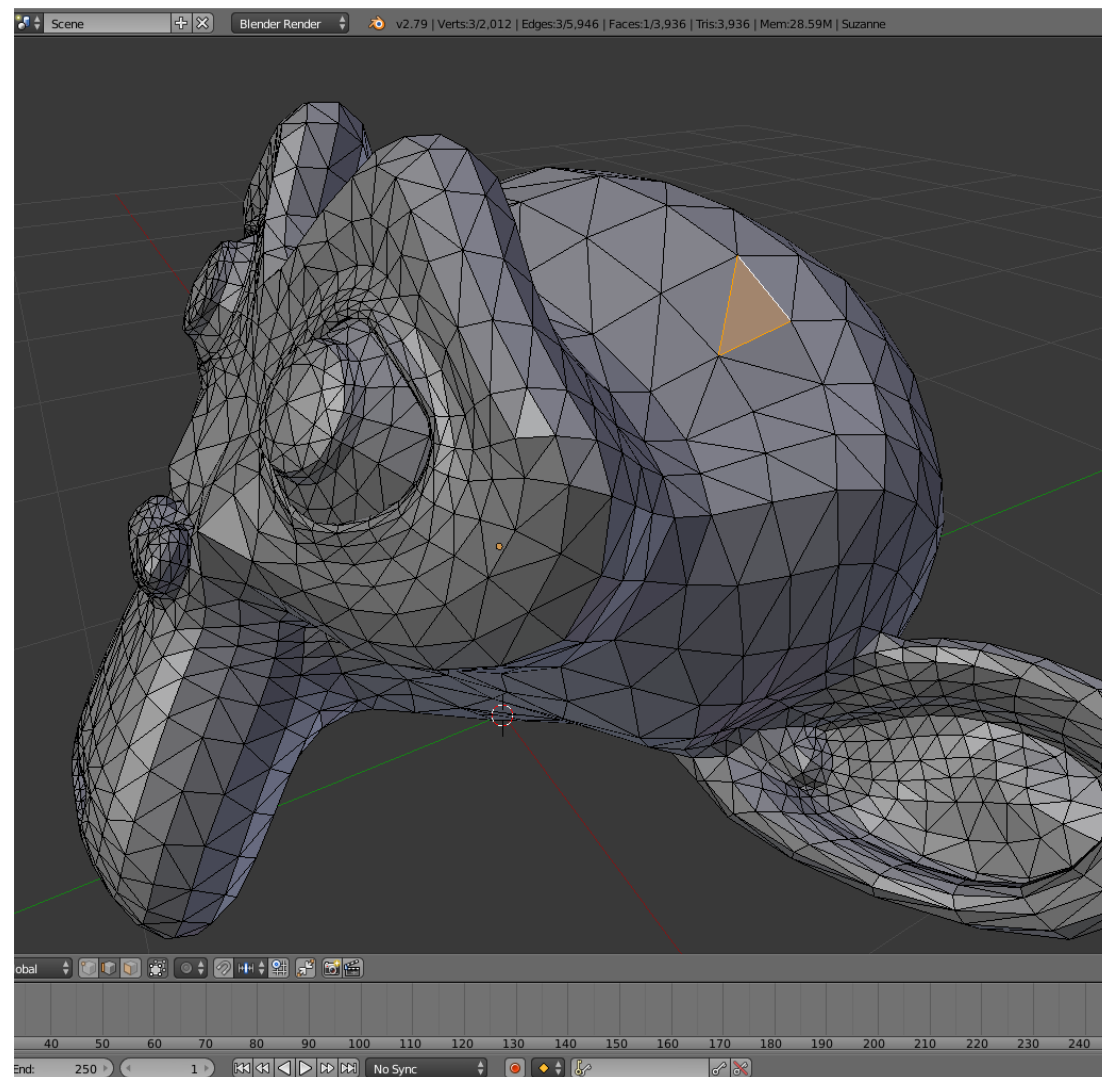 Scene Blender Render v2.79 | Verts:3/2,012 | Edges:3/5,946 | Faces:1/3,936 | Tris:3,936 | Mem:28.59M | Suzanne
obal
40 50 60 70 80 90 100 110 120 130 140 150 160 170 180 190 200 210 220 230 240
End: 250 1 No Sync